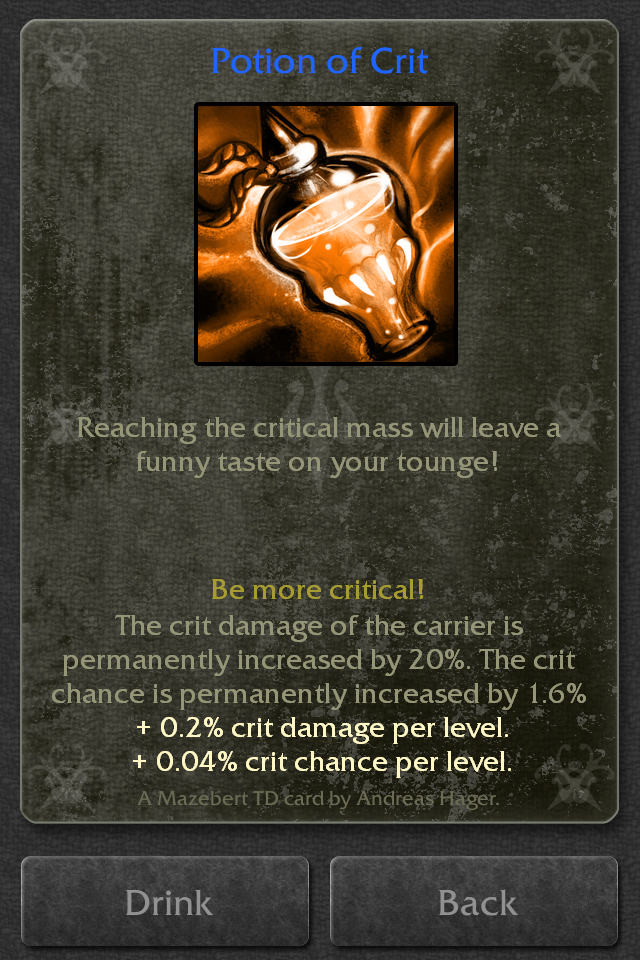 Potion of Crit
Reaching the critical mass will leave a
funny taste on your tounge!
Be more critical!
The crit damage of the carrier is
permanently increased by 20%. The crit
chance is permanently increased by 1.6%
+ 0.2% crit damage per level.
+ 0.04% crit chance per level.
A Mazebert TD card by Andreas Hager.
Drink
Back